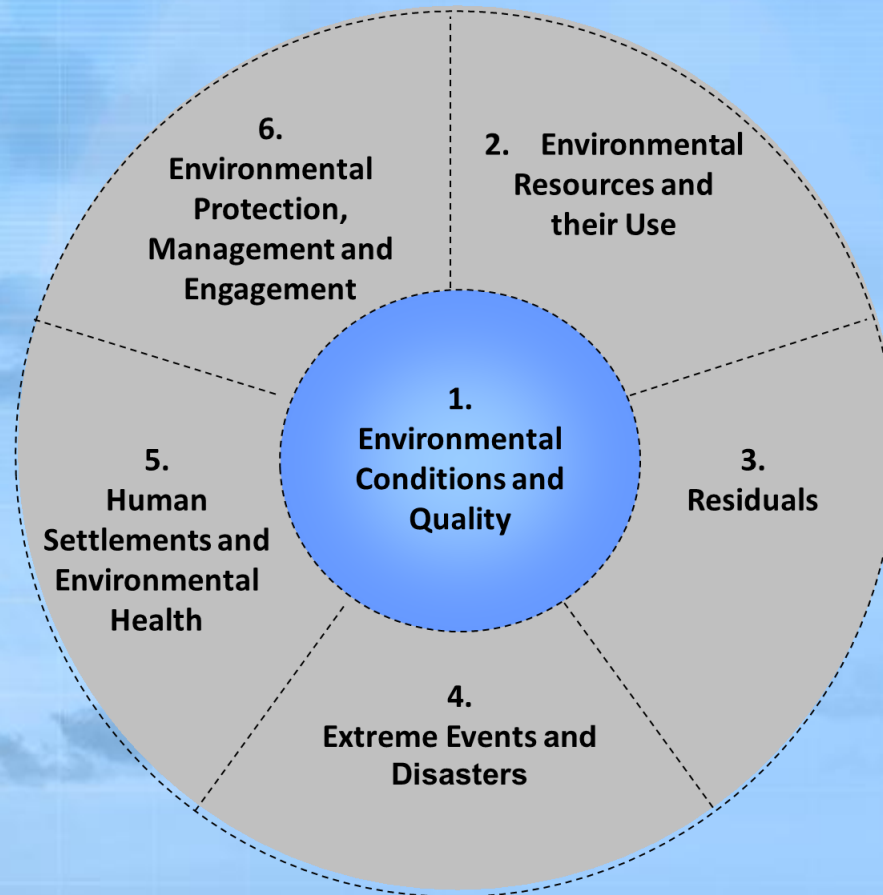 1.
Environmental
Conditions and
Quality
2. Environmental
Resources and
their Use
3.
Residuals
4.
Extreme Events and
Disasters
5.
Human
Settlements and
Environmental
Health
6.
Environmental
Protection,
Management and
Engagement